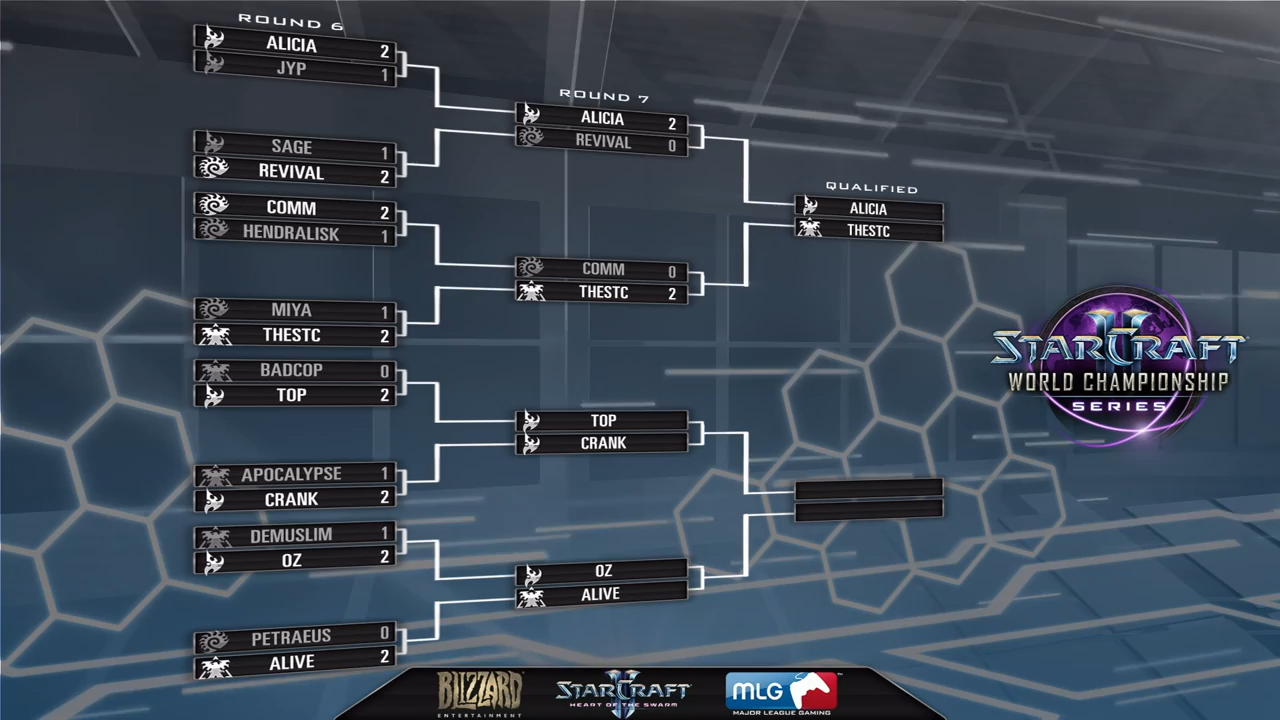 ROUND 6
ALICIA 2
JYP 1
SAGE 1
REVIVAL 2
COMM 2
HENDRALISK 1
MIYA 1
THESTC 2
BADCOP 0
TOP 2
APOCALYPSE 1
CRANK 2
DEMUSLIM 1
OZ 2
PETRAEUS 0
ALIVE 2
ROUND 7
ALICIA 2
REVIVAL 0
COMM 0
THESTC 2
TOP
CRANK
OZ
ALIVE
QUALIFIED
ALICIA
THESTC
STARCRAFT
II
WORLD CHAMPIONSHIP
SERIES
BLIZZARD
ENTERTAINMENT
STARCRAFT
II
HEART OF THE SWARM
MLG
MAJOR LEAGUE GAMING